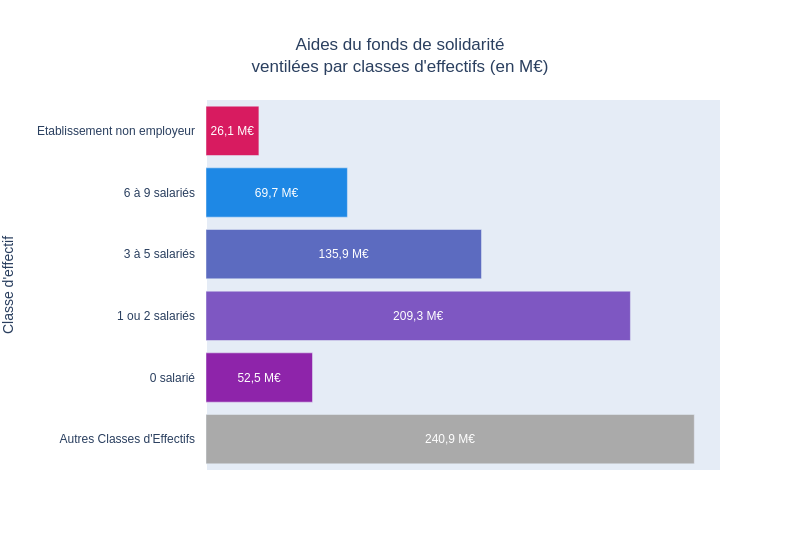 Aides du fonds de solidarité
ventilées par classes d'effectifs (en M€)
Classe d'effectif
Etablissement non employeur
26,1 M€
6 à 9 salariés
69,7 M€
3 à 5 salariés
135,9 M€
1 ou 2 salariés
209,3 M€
0 salarié
52,5 M€
Autres Classes d'Effectifs
240,9 M€